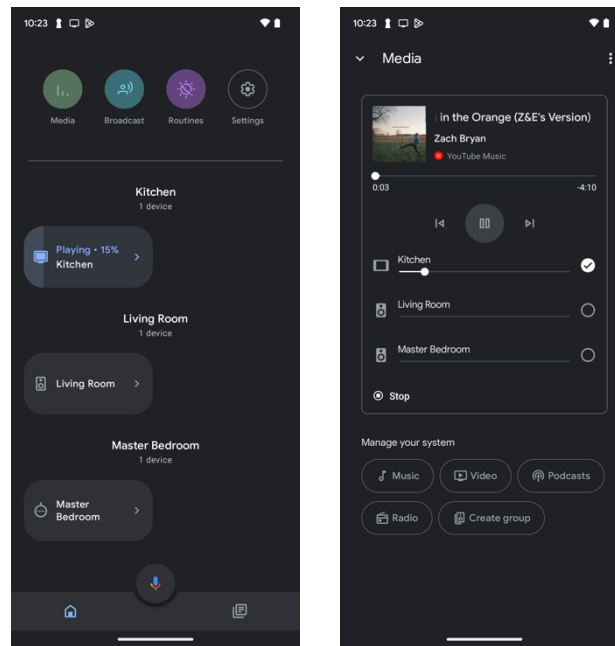 10:23
Media
Broadcast
Routines
Settings
Kitchen
1 device
Playing • 15%
Kitchen
Living Room
1 device
Living Room
Master Bedroom
1 device
Master
Bedroom
10:23
Media
in the Orange (Z&E's Version)
Zach Bryan
YouTube Music
0:03
-4:10
Kitchen
Living Room
Master Bedroom
Stop
Manage your system
Music
Video
Podcasts
Radio
Create group